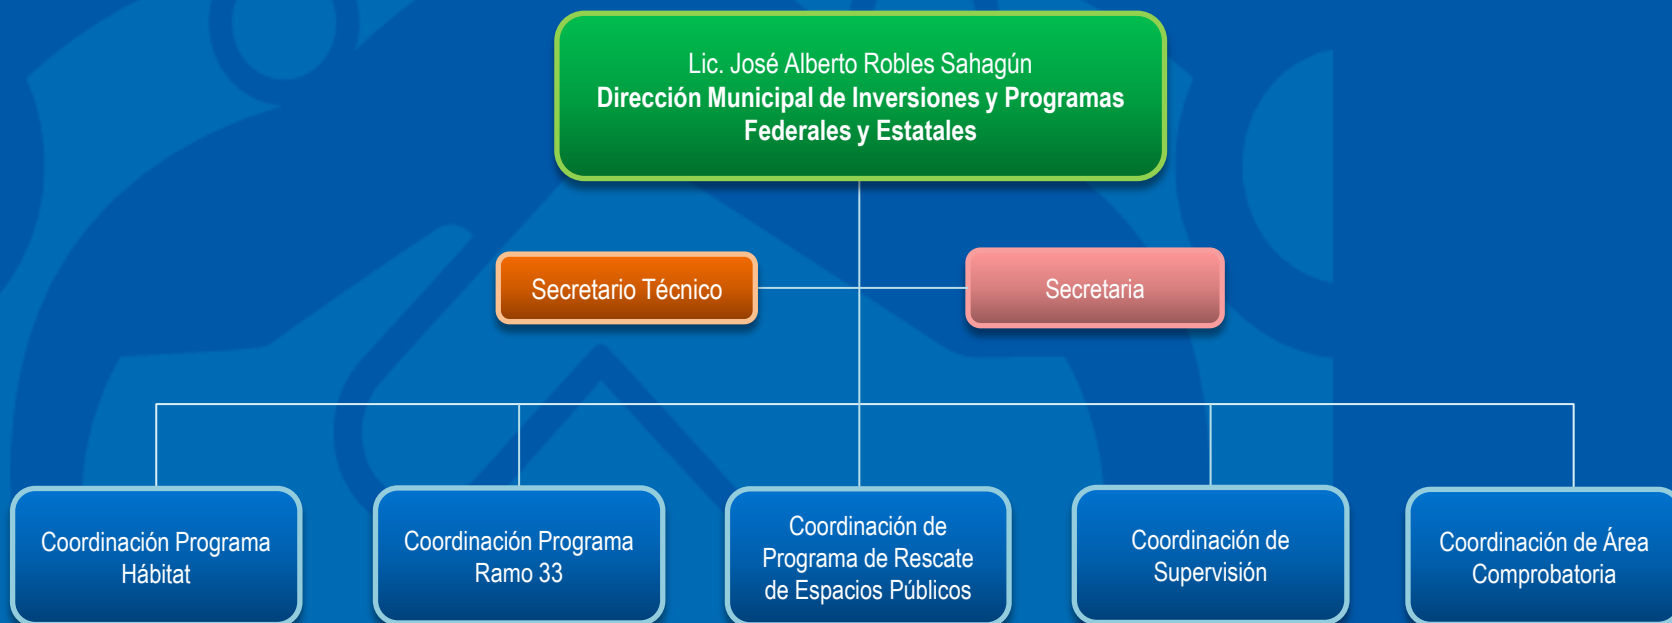 Lic. José Alberto Robles Sahagún
Dirección Municipal de Inversiones y Programas
Federales y Estatales
Secretario Técnico
Secretaria
Coordinación Programa
Hábitat
Coordinación Programa
Ramo 33
Coordinación de
Programa de Rescate
de Espacios Públicos
Coordinación de
Supervisión
Coordinación de Área
Comprobatoria